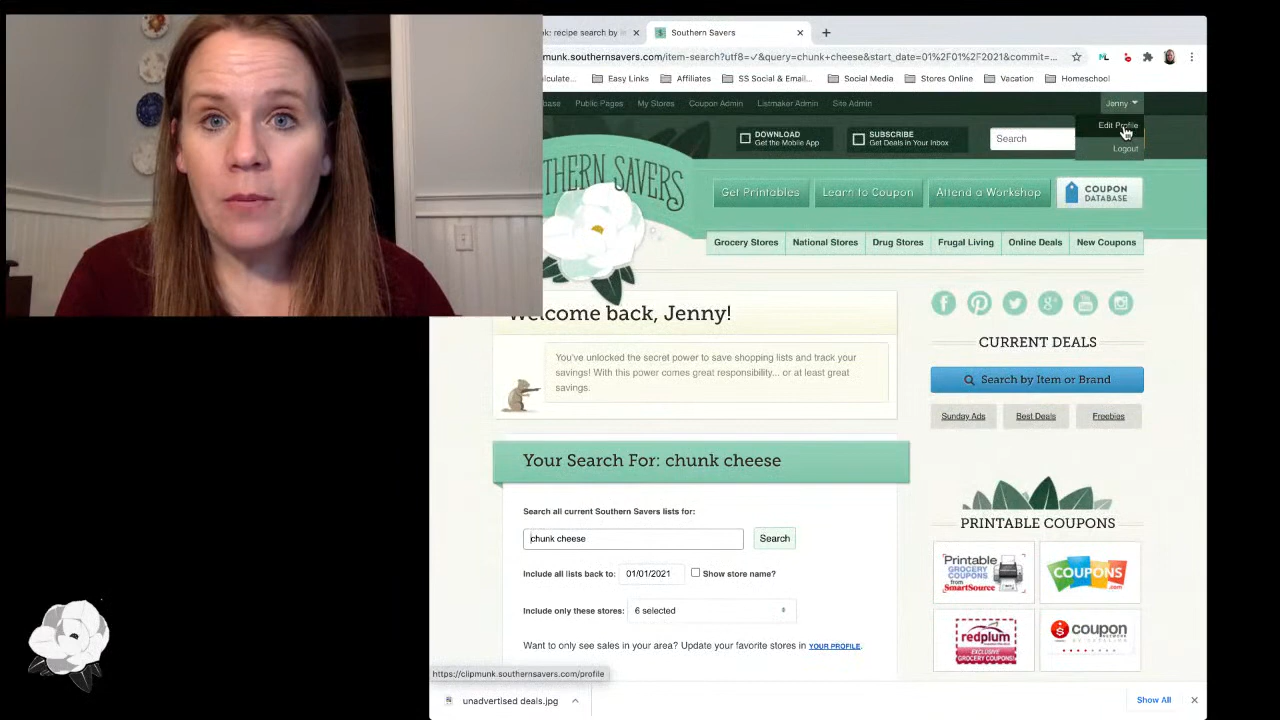 k: recipe search by i
Southern Savers
munk.southernsavers.com/item-search?utf8=✓&query=chunk+cheese&start_date=01%2F01%2F2021&commit=...
alculate...
Easy Links
Affiliates
SS Social & Email...
Social Media
Stores Online
Vacation
Homeschool
base
Public Pages
My Stores
Coupon Admin
Listmaker Admin
Site Admin
Jenny
Edit Profile
Logout
DOWNLOAD
Get the Mobile App
SUBSCRIBE
Get Deals in Your Inbox
Search
THERN SAVERS
Get Printables
Learn to Coupon
Attend a Workshop
COUPON
DATABASE
Grocery Stores
National Stores
Drug Stores
Frugal Living
Online Deals
New Coupons
Welcome back, Jenny!
You've unlocked the secret power to save shopping lists and track your
savings! With this power comes great responsibility... or at least great
savings.
CURRENT DEALS
Search by Item or Brand
Sunday Ads
Best Deals
Freebies
Your Search For: chunk cheese
Search all current Southern Savers lists for:
chunk cheese
Search
Include all lists back to:
01/01/2021
Show store name?
Include only these stores:
6 selected
Want to only see sales in your area? Update your favorite stores in YOUR PROFILE.
PRINTABLE COUPONS
Printable
GROCERY
COUPONS
from SmartSource
COUPONS
.com
redplum
EXCLUSIVE
GROCERY COUPONS!
coupon
NETWORK
https://clipmunk.southernsavers.com/profile
unadvertised deals.jpg
Show All